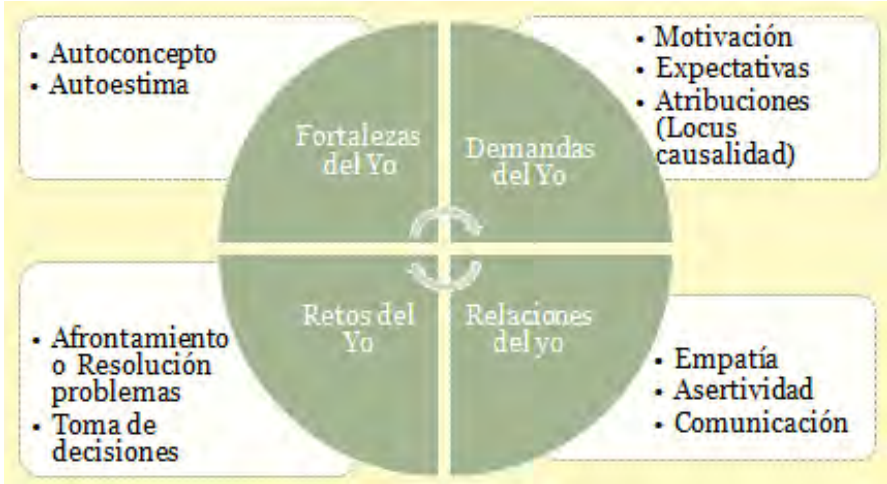 • Autoconcepto
• Autoestima
Fortalezas
del Yo
• Motivación
• Expectativas
• Atribuciones
(Locus
causalidad)
Demandas
del Yo
Retos del
Yo
• Afrontamiento
o Resolución
problemas
• Toma de
decisiones
Relaciones
del yo
• Empatía
• Asertividad
• Comunicación